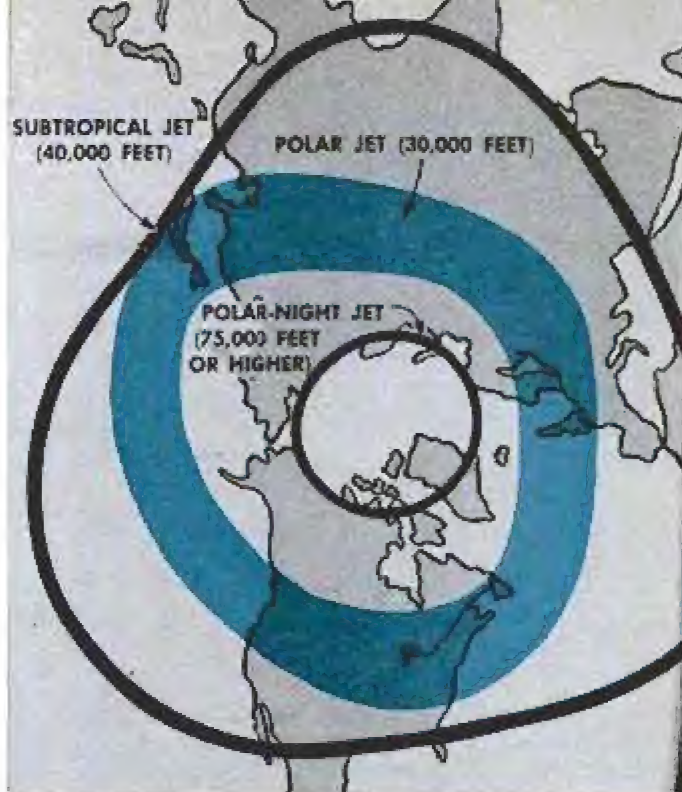 SUBTROPICAL JET
(40,000 FEET)
POLAR JET (30,000 FEET)
POLAR-NIGHT JET
(75,000 FEET
OR HIGHER)